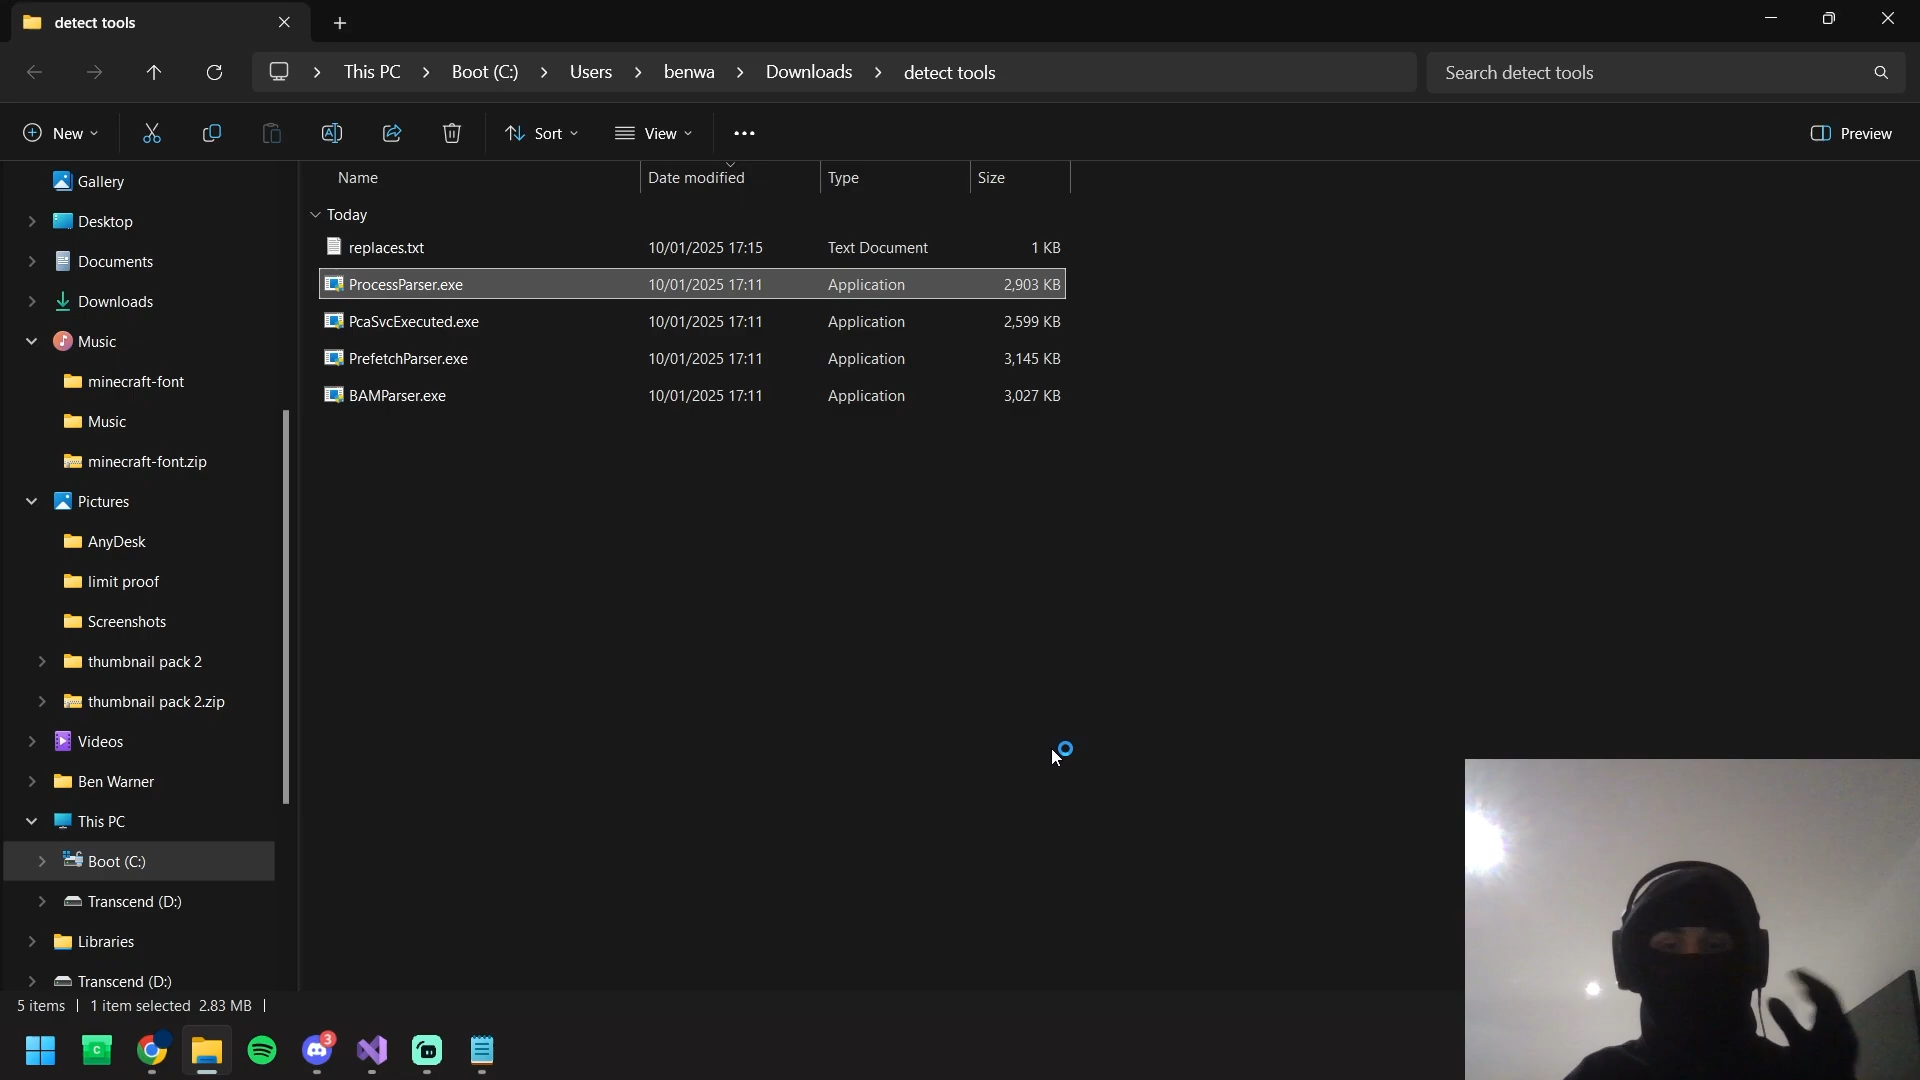 detect tools
This PC
Boot (C:)
Users
benwa
Downloads
detect tools
Search detect tools
New
Sort
View
Preview
Gallery
Desktop
Documents
Downloads
Music
minecraft-font
Music
minecraft-font.zip
Pictures
AnyDesk
limit proof
Screenshots
thumbnail pack 2
thumbnail pack 2.zip
Videos
Ben Warner
This PC
Boot (C:)
Transcend (D:)
Libraries
Transcend (D:)
Name Date modified Type Size
Today
replaces.txt 10/01/2025 17:15 Text Document 1 KB
ProcessParser.exe 10/01/2025 17:11 Application 2,903 KB
PcaSvcExecuted.exe 10/01/2025 17:11 Application 2,599 KB
PrefetchParser.exe 10/01/2025 17:11 Application 3,145 KB
BAMParser.exe 10/01/2025 17:11 Application 3,027 KB
5 items 1 item selected 2.83 MB
C
3